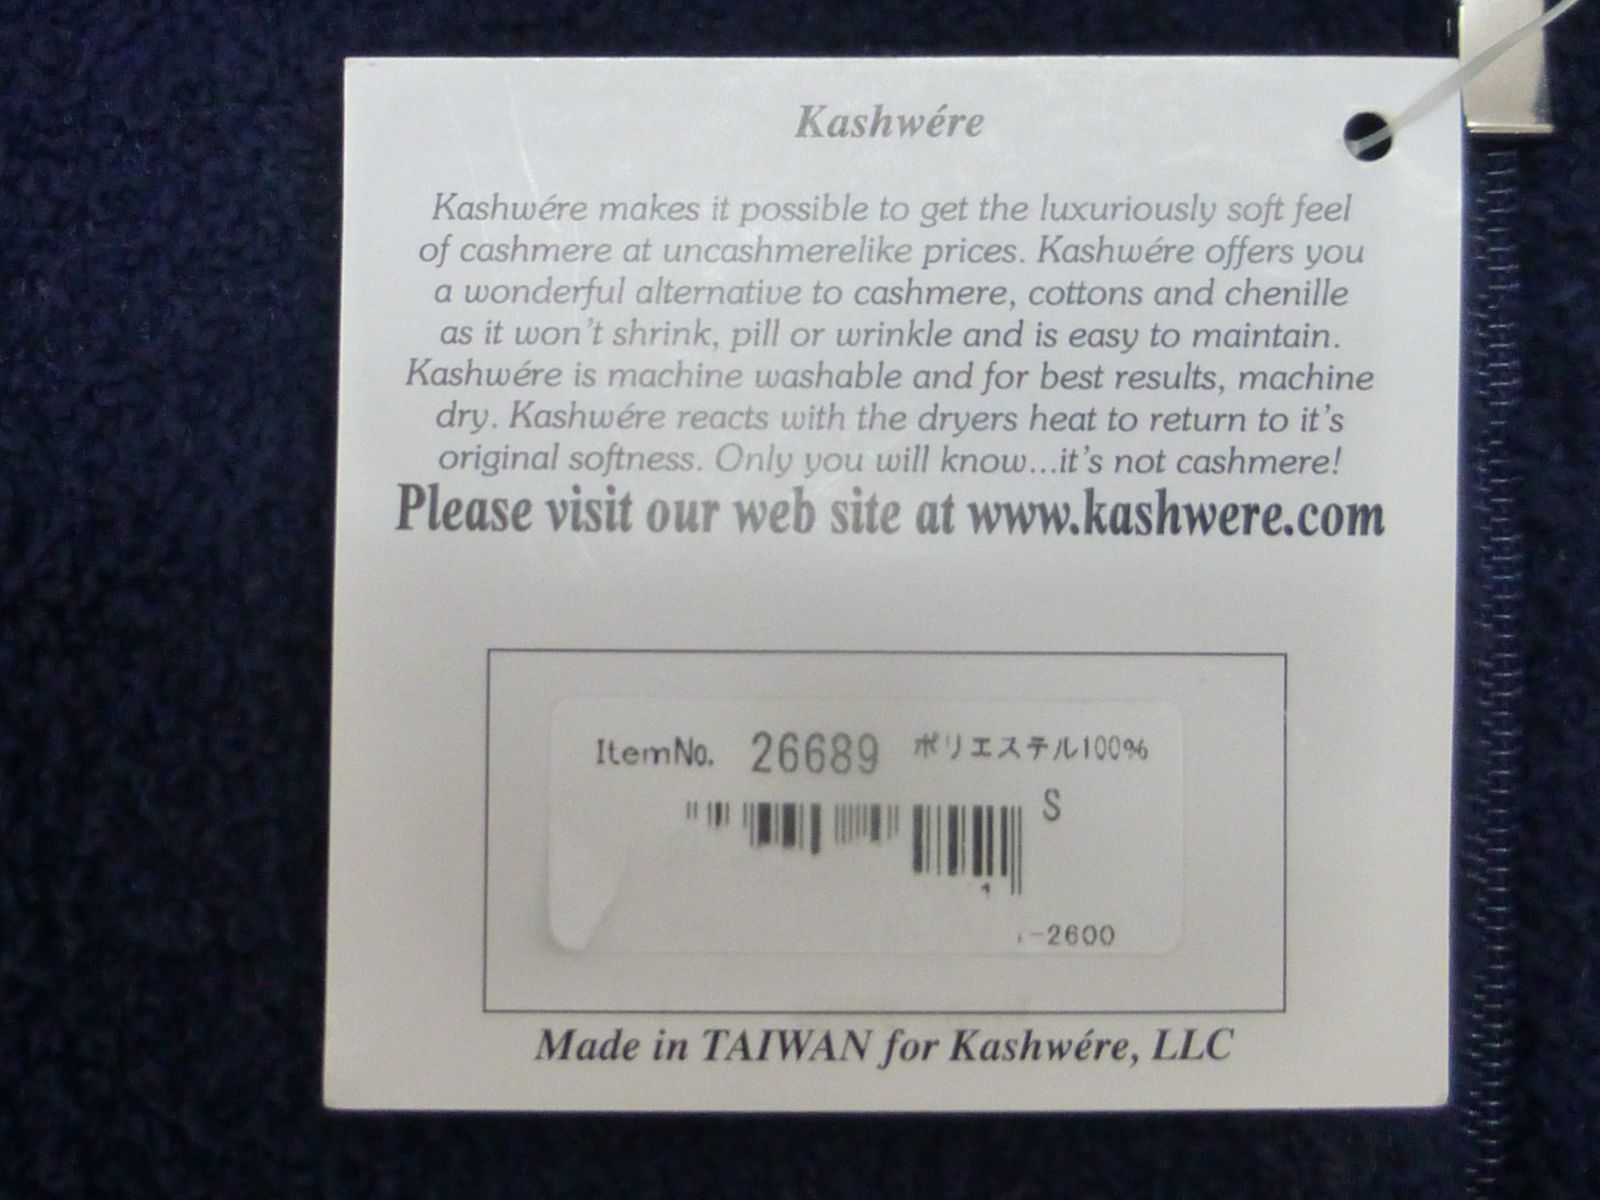 Kashwére
Kashwére makes it possible to get the luxuriously soft feel
of cashmere at uncashmerelike prices. Kashwére offers you
a wonderful alternative to cashmere, cottons and chenille
as it won't shrink, pill or wrinkle and is easy to maintain.
Kashwére is machine washable and for best results, machine
dry. Kashwére reacts with the dryers heat to return to it's
original softness. Only you will know...it's not cashmere!
Please visit our web site at www.kashwere.com
ItemNo. 26689 ポリエステル100%
S
-2600
Made in TAIWAN for Kashwére, LLC